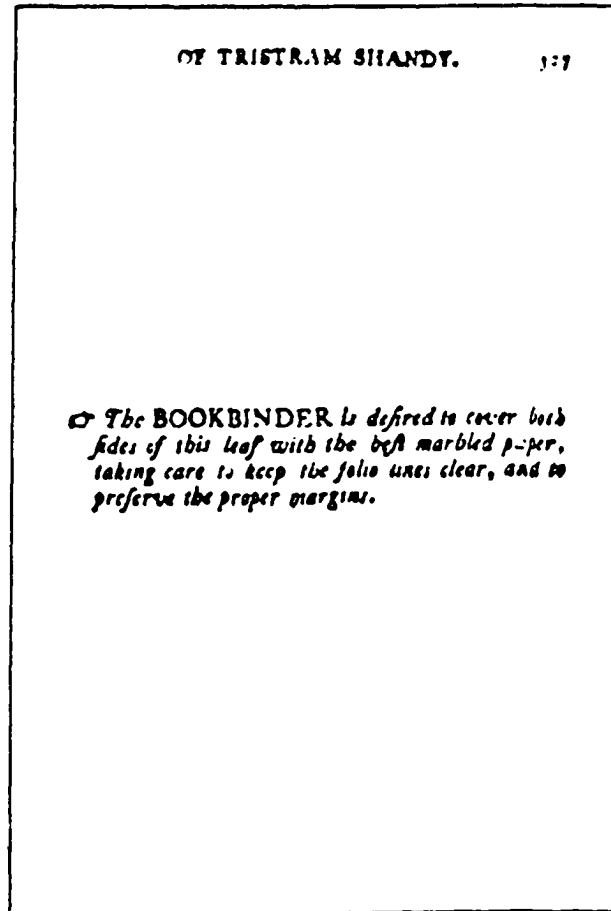 OF TRISTRAM SHANDY.
☞ The BOOKBINDER is deſired to cover both
ſides of this leaf with the beſt marbled paper,
taking care to keep the folio lines clear, and to
preſerve the proper margins.